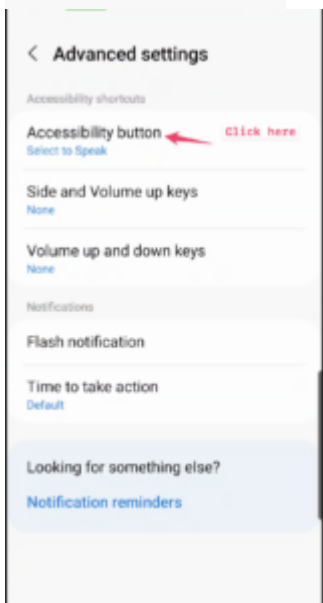 Advanced settings
Accessibility shortcuts
Accessibility button
Click here
Select to Speak
Side and Volume up keys
None
Volume up and down keys
None
Notifications
Flash notification
Time to take action
Default
Looking for something else?
Notification reminders